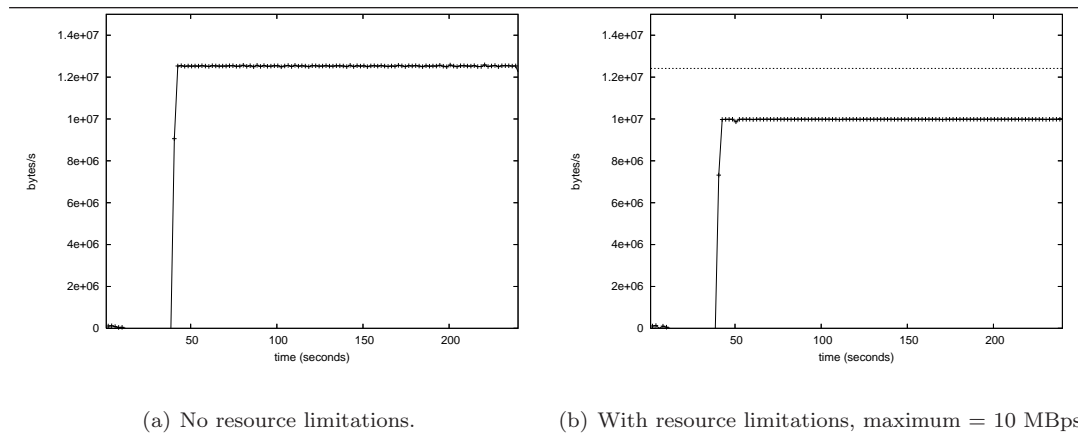 1.4e+07
1.2e+07
1e+07
8e+06
6e+06
4e+06
2e+06
0
bytes/s
50
100
150
200
time (seconds)
1.4e+07
1.2e+07
1e+07
8e+06
6e+06
4e+06
2e+06
0
bytes/s
50
100
150
200
time (seconds)
(a) No resource limitations.
(b) With resource limitations, maximum = 10 MBps